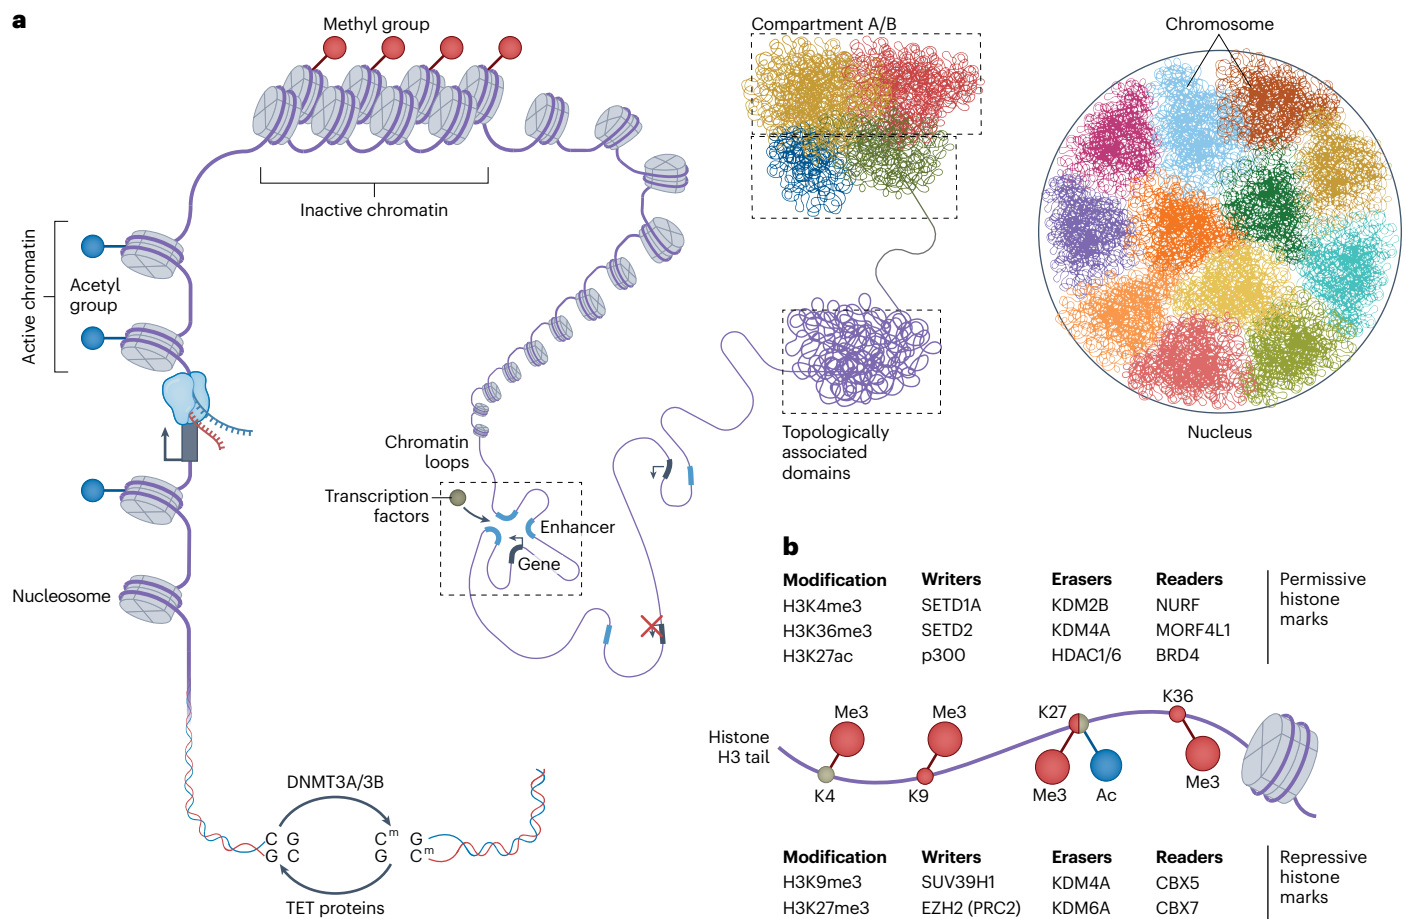 a
Methyl group
Compartment A/B
Chromosome
Inactive chromatin
Active chromatin
Acetyl
group
Nucleus
Chromatin
loops
Topologically
associated
domains
Transcription
factors
Enhancer
Gene
Nucleosome
DNMT3A/3B
C G
G C
Cm G
G Cm
TET proteins
b
Modification Writers Erasers Readers
H3K4me3 SETD1A KDM2B NURF
H3K36me3 SETD2 KDM4A MORF4L1
H3K27ac p300 HDAC1/6 BRD4
Permissive
histone
marks
Histone
H3 tail
Me3
K4
Me3
K9
K27
Me3
Ac
K36
Me3
Modification Writers Erasers Readers
H3K9me3 SUV39H1 KDM4A CBX5
H3K27me3 EZH2 (PRC2) KDM6A CBX7
Repressive
histone
marks